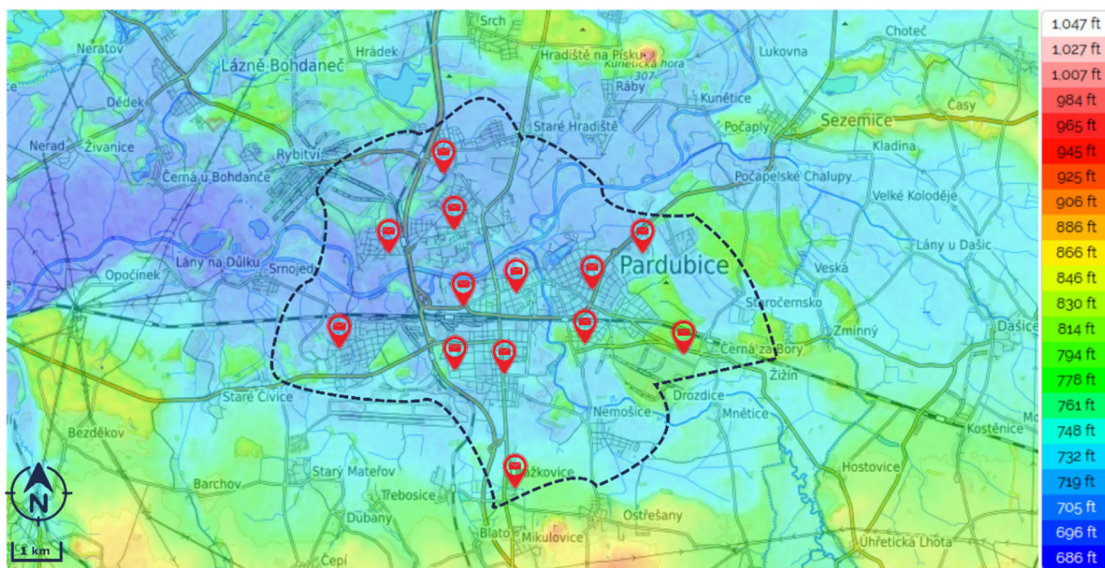 Srch
Choteč
Neratov
Hrádek
Hradiště na Písku
Lukovna
Lázně Bohdaneč
Kunětická hora
307
Ráby
Dědek
Kunětice
Časy
Staré Hradiště
Počaply
Sezemice
Nerad
Živanice
Rybitví
Kladina
Černá u Bohdanče
Počapelské Chalupy
Velké Koloděje
Lány u Dašic
Pardubice
Lány na Důlku
Srnojedy
Opočínek
Veska
Staročernsko
Zminný
Dašice
Černá za Bory
Žižín
Staré Čívice
Drozdice
Nemošice
Mnětice
Bezděkov
Kostěnice
Starý Mateřov
Hostovice
Barchov
Třebosice
Dubany
Ostřešany
Blato
Mikulovice
Úhřetická Lhota
Čepí
N
1 km
1.047 ft
1.027 ft
1.007 ft
984 ft
965 ft
945 ft
925 ft
906 ft
886 ft
866 ft
846 ft
830 ft
814 ft
794 ft
778 ft
761 ft
748 ft
732 ft
719 ft
705 ft
696 ft
686 ft